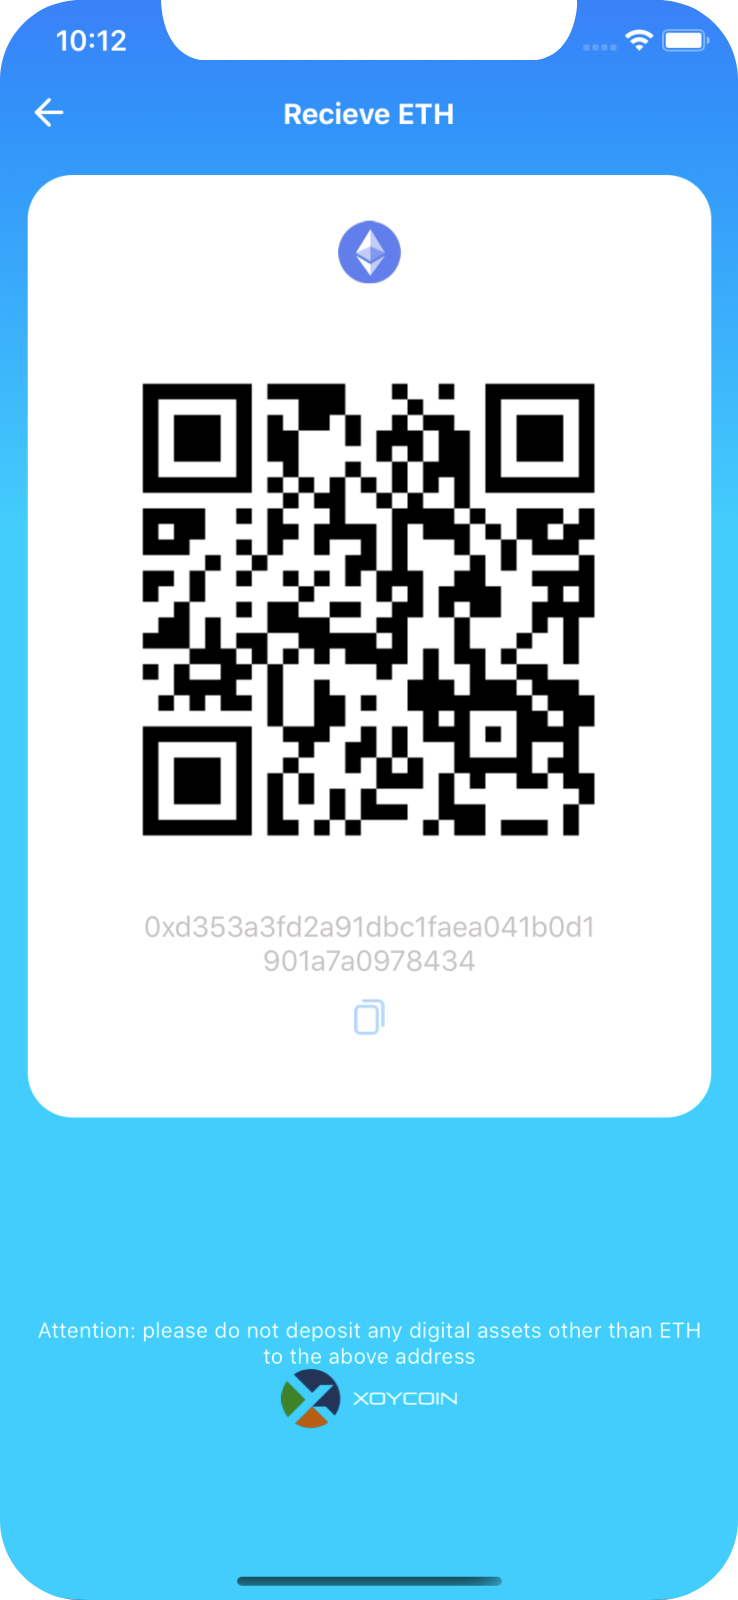 10:12
Recieve ETH
0xd353a3fd2a91dbc1faea041b0d1
901a7a0978434
Attention: please do not deposit any digital assets other than ETH
to the above address
XOYCOIN